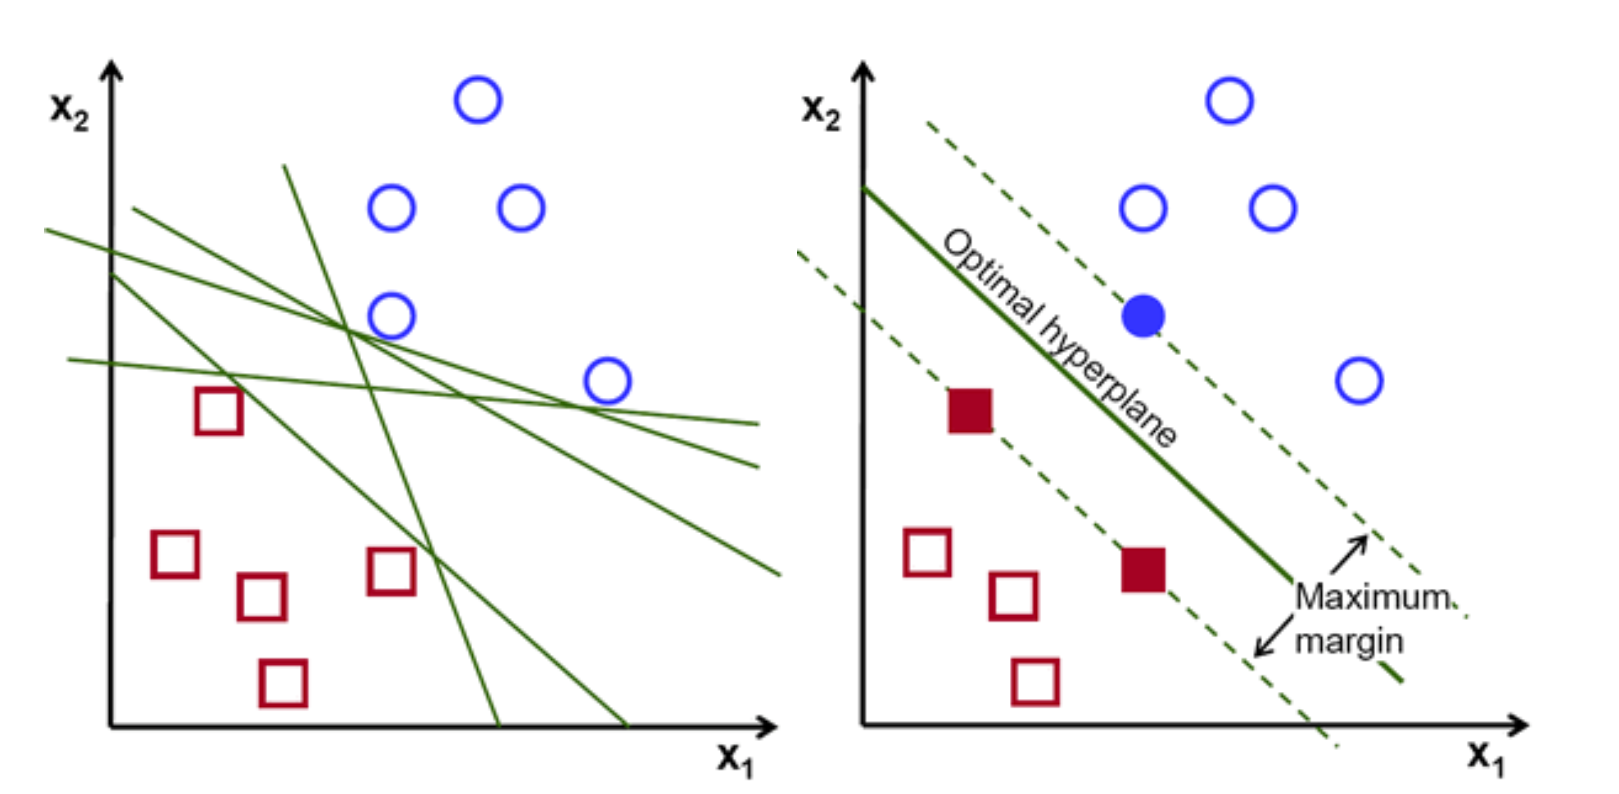 x₂
x₁
x₂
Optimal hyperplane
Maximum
margin
x₁